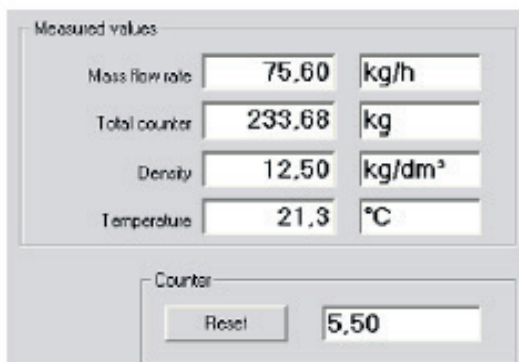 Measured values
Mass flow rate 75,60 kg/h
Total counter 233,68 kg
Density 12,50 kg/dm³
Temperature 21,3 °C
Counter
Reset 5,50